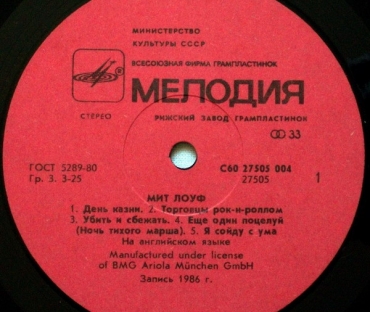 МИНИСТЕРСТВО
КУЛЬТУРЫ СССР
ВСЕСОЮЗНАЯ ФИРМА ГРАМПЛАСТИНОК
МЕЛОДИЯ
СТЕРЕО
РИЖСКИЙ ЗАВОД ГРАМПЛАСТИНОК
33
ГОСТ 5289-80
Гр. 3. 3-25
С60 27505 004
27505
1
МИТ ЛОУФ
1. День казни. 2. Торговцы рок-н-роллом
3. Убить и сбежать. 4. Еще один поцелуй
(Ночь тихого марша). 5. Я сойду с ума
На английском языке
Manufactured under license
of BMG Ariola München GmbH
Запись 1986 г.